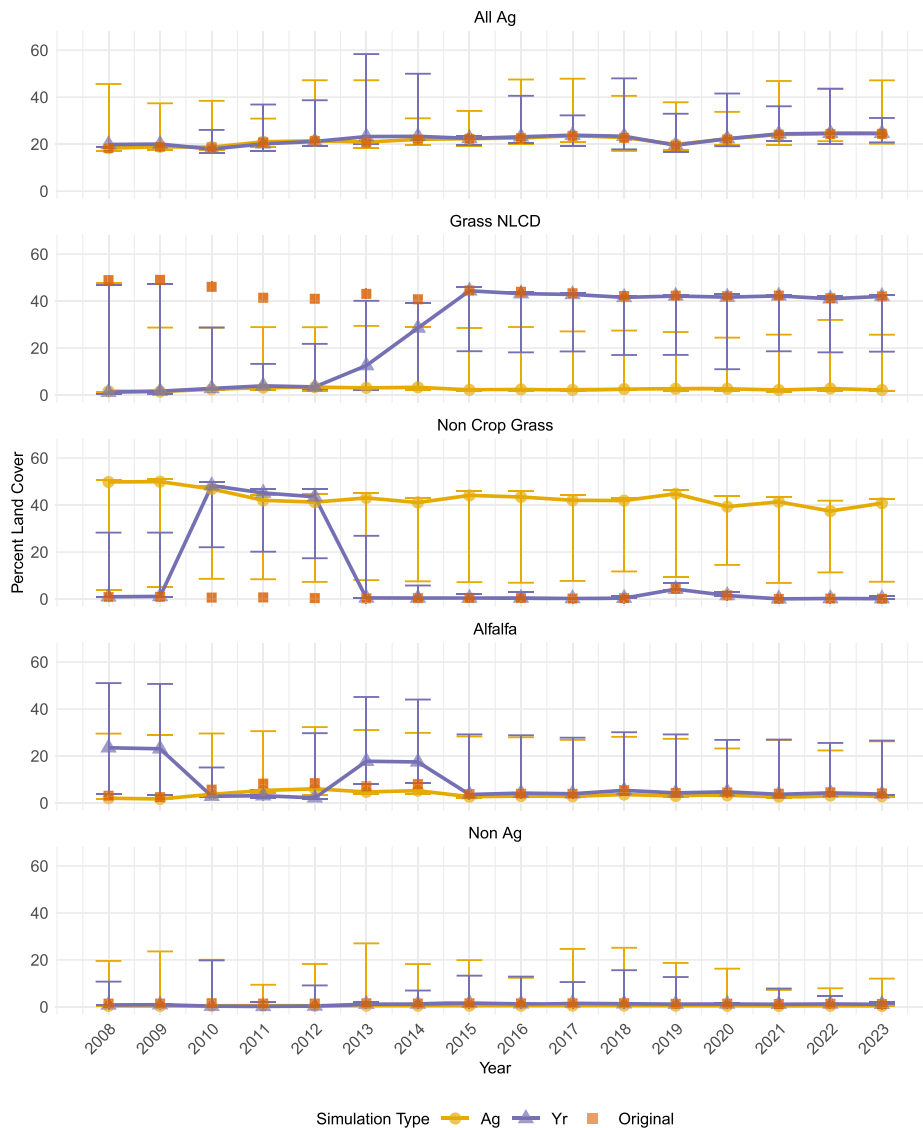 All Ag
60
40
20
0
Grass NLCD
60
40
20
0
Non Crop Grass
60
40
20
0
Alfalfa
60
40
20
0
Non Ag
60
40
20
0
Percent Land Cover
2008 2009 2010 2011 2012 2013 2014 2015 2016 2017 2018 2019 2020 2021 2022 2023
Year
Simulation Type Ag Yr Original